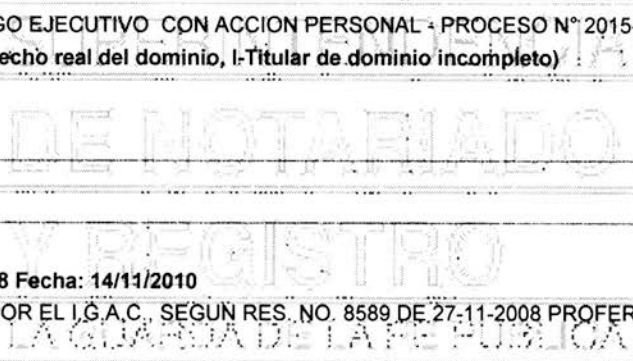 GO EJECUTIVO CON ACCION PERSONAL - PROCESO N° 2015-
echo real del dominio, I-Titular de dominio incompleto)
SUPERINTENDENCIA
DE NOTARIADO
Y REGISTRO
8 Fecha: 14/11/2010
OR EL I.G.A.C., SEGUN RES. NO. 8589 DE 27-11-2008 PROFER
LA GUARDA DE LA FE PUBLICA